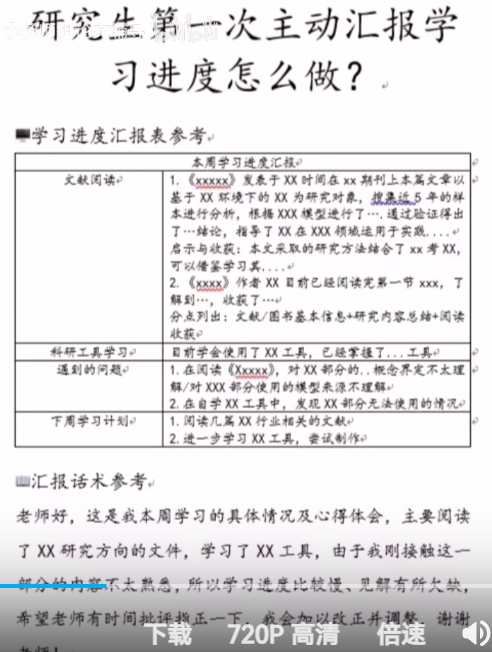 研究生第一次主动汇报学
习进度怎么做？
学习进度汇报表参考
本周学习进度汇报
文献阅读
1.《xxxxx》发表于 XX 时间在 xx 期刊上本篇文章以
基于 XX 环境下的 XX 为研究对象，搜集近 5 年的样
本进行分析，根据 XXX 模型进行了….通过验证得出
了…结论，指导了 XX 在 XXX 领域运用于实践....
启示与收获：本文采取的研究方法结合了 xx 考 XX，
可以借鉴学习其....
2.《xxxx》作者 XX 目前已经阅读完第一节 xxx，了
解到…，收获了…
分点列出：文献/图书基本信息+研究内容总结+阅读
收获
科研工具学习
目前学会使用了 XX 工具，已经掌握了...工具
遇到的问题
1.在阅读《Xxxxx》，对 XX 部分的..概念界定不太理
解/对 XXX 部分使用的模型来源不理解
2.在自学 XX 工具中，发现 XX 部分无法使用的情况
下周学习计划
1.阅读几篇 XX 行业相关的文献
2.进一步学习 XX 工具，尝试制作
汇报话术参考
老师好，这是我本周学习的具体情况及心得体会，主要阅读
了 XX 研究方向的文件，学习了 XX 工具，由于我刚接触这一
部分的内容不太熟悉，所以学习进度比较慢、见解有所欠缺，
希望老师有时间批评指正一下，我会加以改正并调整，谢谢
老师！
下载 720P 高清 倍速